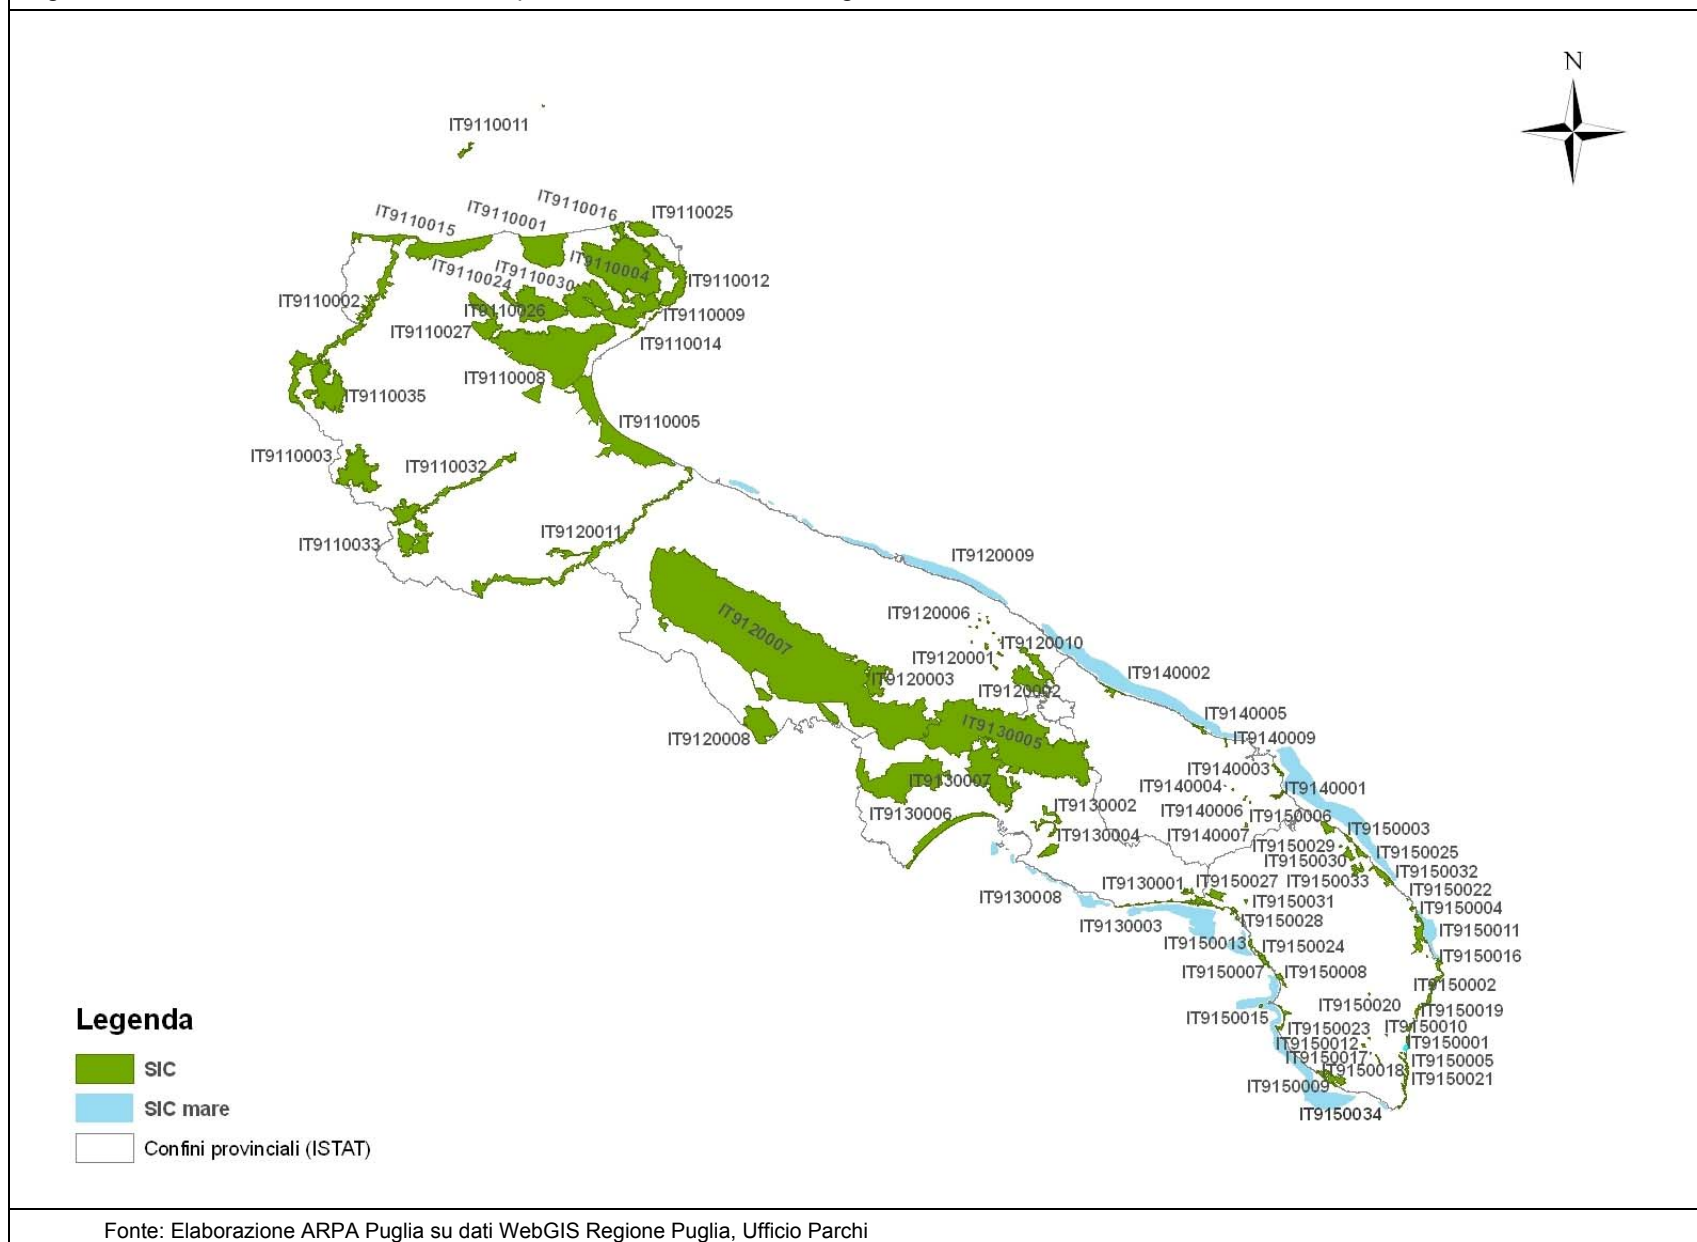 N
IT9110011
IT9110016
IT9110001
IT9110015
IT9110025
IT9110004
IT9110030
IT9110024
IT9110012
IT9110002
IT9110026
IT9110009
IT9110027
IT9110014
IT9110008
IT9110035
IT9110005
IT9110003
IT9110032
IT9120011
IT9110033
IT9120009
IT9120006
IT9120007
IT9120010
IT9120001
IT9140002
IT9120003
IT9120002
IT9140005
IT9130005
IT9120008
IT9140009
IT9140003
IT9130007
IT9140004
IT9140001
IT9130002
IT9140006
IT9130006
IT9150006
IT9150003
IT9130004
IT9140007
IT9150029
IT9150025
IT9150030
IT9150032
IT9130001
IT9150027
IT9150033
IT9150022
IT9130008
IT9150031
IT9150004
IT9130003
IT9150028
IT9150011
IT9150013
IT9150024
IT9150016
IT9150007
IT9150008
IT9150002
IT9150020
IT9150019
IT9150015
IT9150023
IT9150010
IT9150012
IT9150001
IT9150017
IT9150005
IT9150018
IT9150021
IT9150009
IT9150034
Legenda
SIC
SIC mare
Confini provinciali (ISTAT)
Fonte: Elaborazione ARPA Puglia su dati WebGIS Regione Puglia, Ufficio Parchi